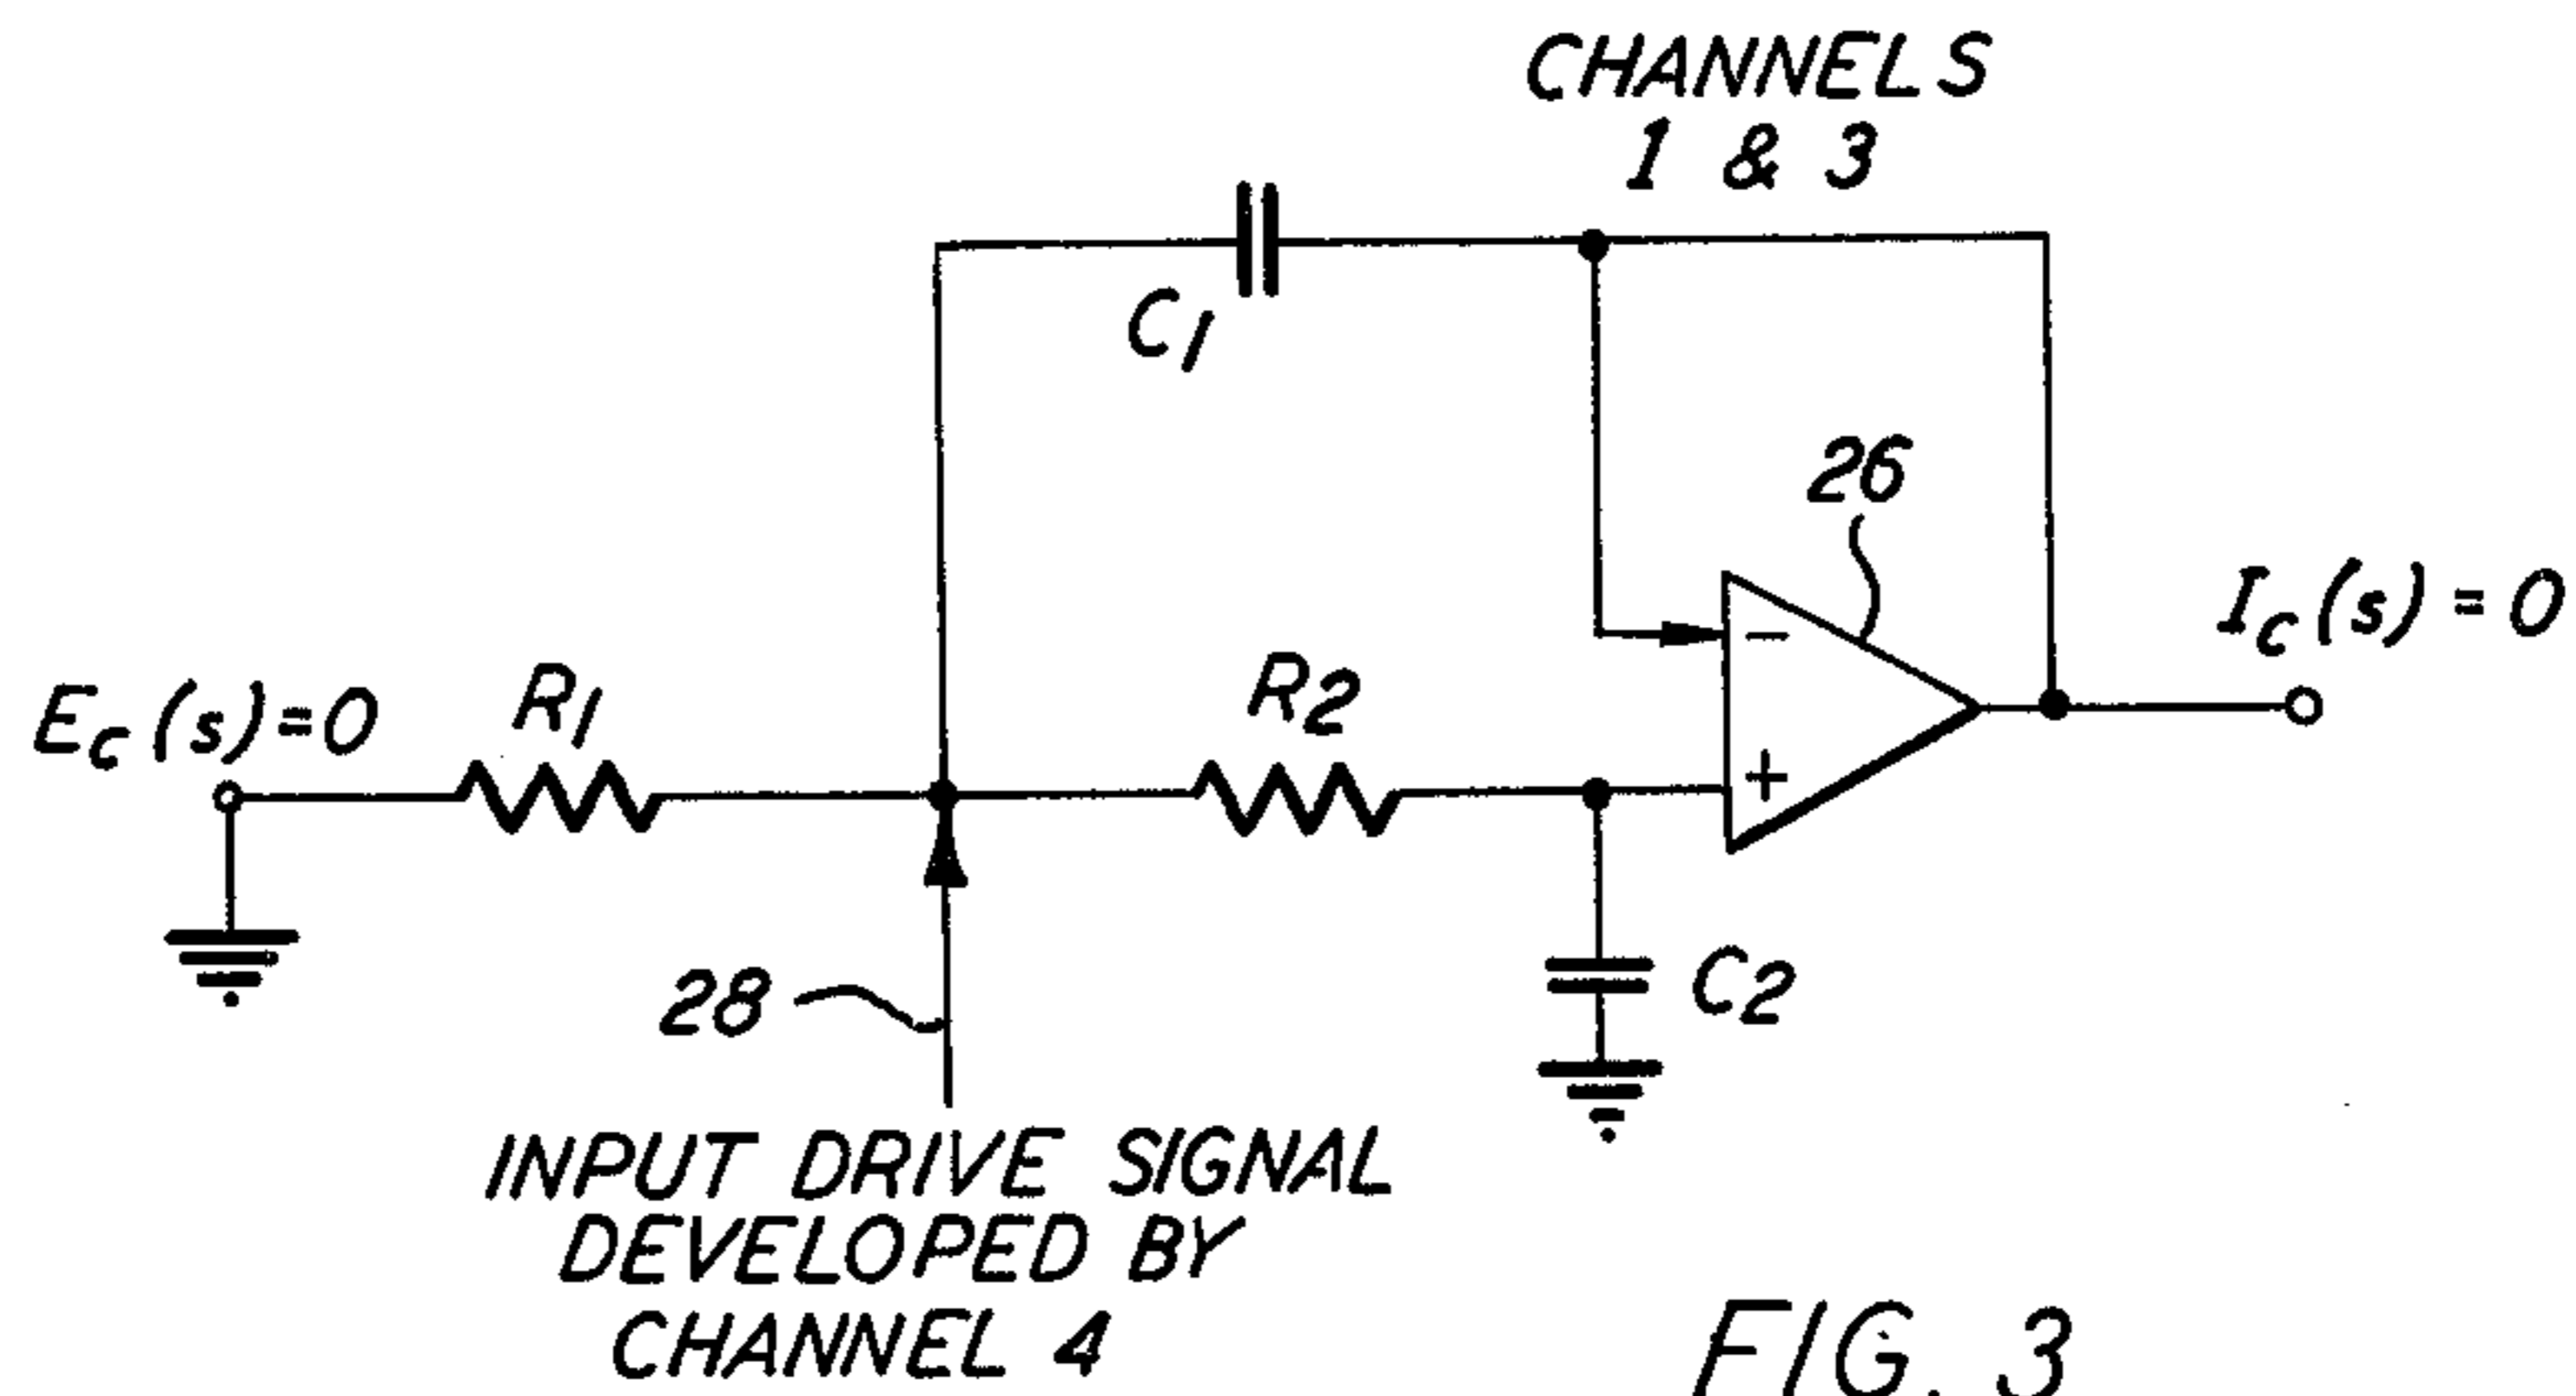 CHANNELS
1 & 3
C1
26
Ic(s) = 0
Ec(s)=0
R1
R2
−
+
28
C2
INPUT DRIVE SIGNAL
DEVELOPED BY
CHANNEL 4
FIG. 3